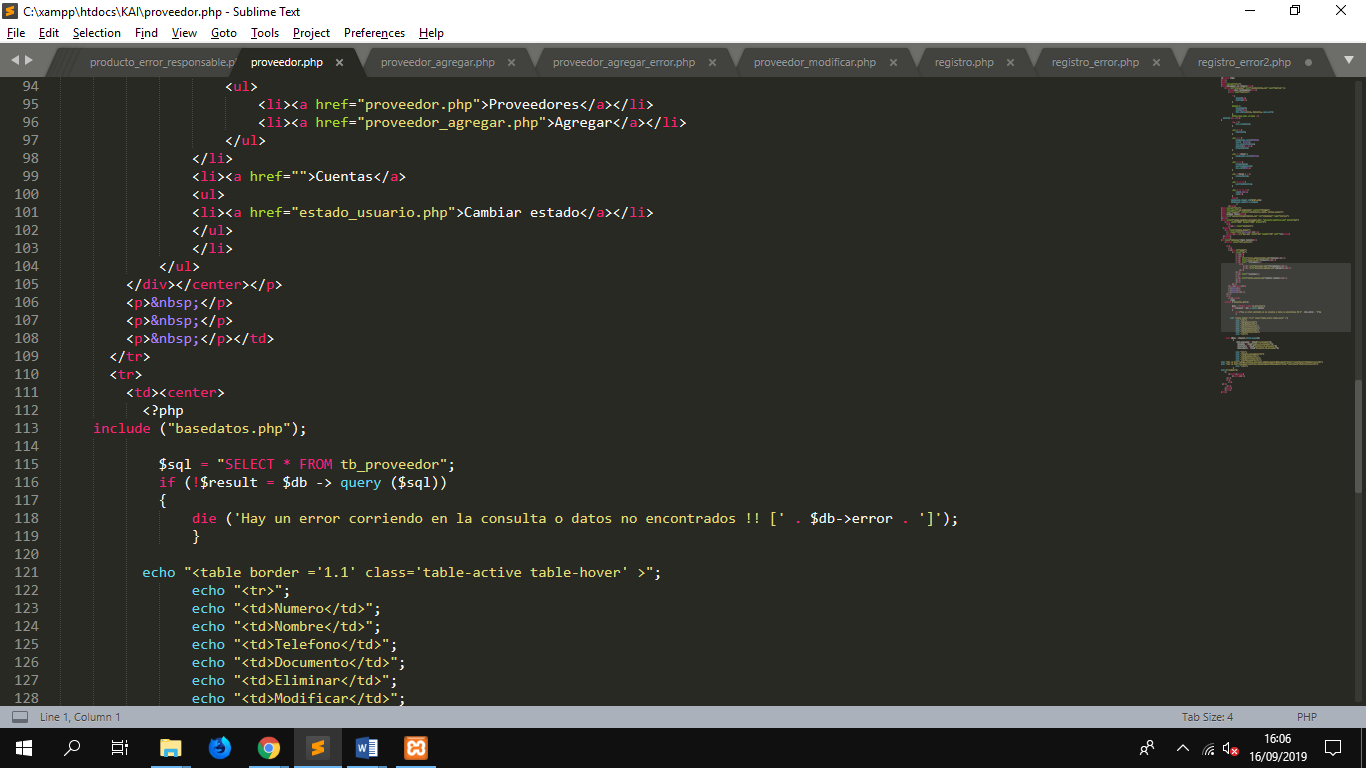 C:\xampp\htdocs\KAI\proveedor.php - Sublime Text
File Edit Selection Find View Goto Tools Project Preferences Help
producto_error_responsable.p proveedor.php × proveedor_agregar.php × proveedor_agregar_error.php × proveedor_modificar.php × registro.php × registro_error.php × registro_error2.php
94 <ul>
95 <li><a href="proveedor.php">Proveedores</a></li>
96 <li><a href="proveedor_agregar.php">Agregar</a></li>
97 </ul>
98 </li>
99 <li><a href="">Cuentas</a>
100 <ul>
101 <li><a href="estado_usuario.php">Cambiar estado</a></li>
102 </ul>
103 </li>
104 </ul>
105 </div></center></p>
106 <p>&nbsp;</p>
107 <p>&nbsp;</p>
108 <p>&nbsp;</p></td>
109 </tr>
110 <tr>
111 <td><center>
112 <?php
113 include ("basedatos.php");
114
115 $sql = "SELECT * FROM tb_proveedor";
116 if (!$result = $db -> query ($sql))
117 {
118 die ('Hay un error corriendo en la consulta o datos no encontrados !! [' . $db->error . ']');
119 }
120
121 echo "<table border ='1.1' class='table-active table-hover' >";
122 echo "<tr>";
123 echo "<td>Numero</td>";
124 echo "<td>Nombre</td>";
125 echo "<td>Telefono</td>";
126 echo "<td>Documento</td>";
127 echo "<td>Eliminar</td>";
128 echo "<td>Modificar</td>";
Line 1, Column 1 Tab Size: 4 PHP
16:06
16/09/2019